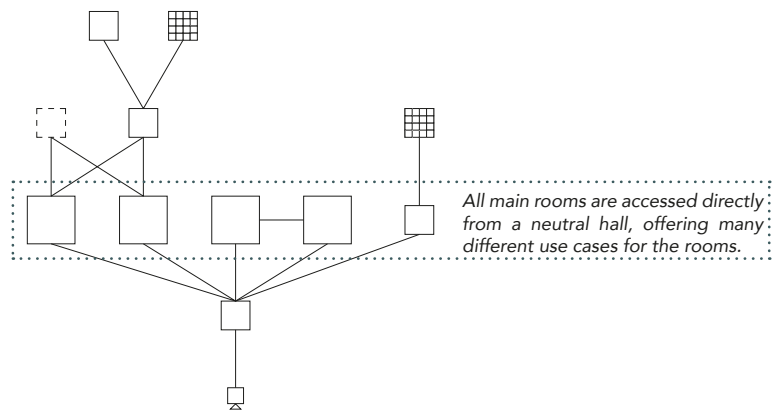 All main rooms are accessed directly
from a neutral hall, offering many
different use cases for the rooms.